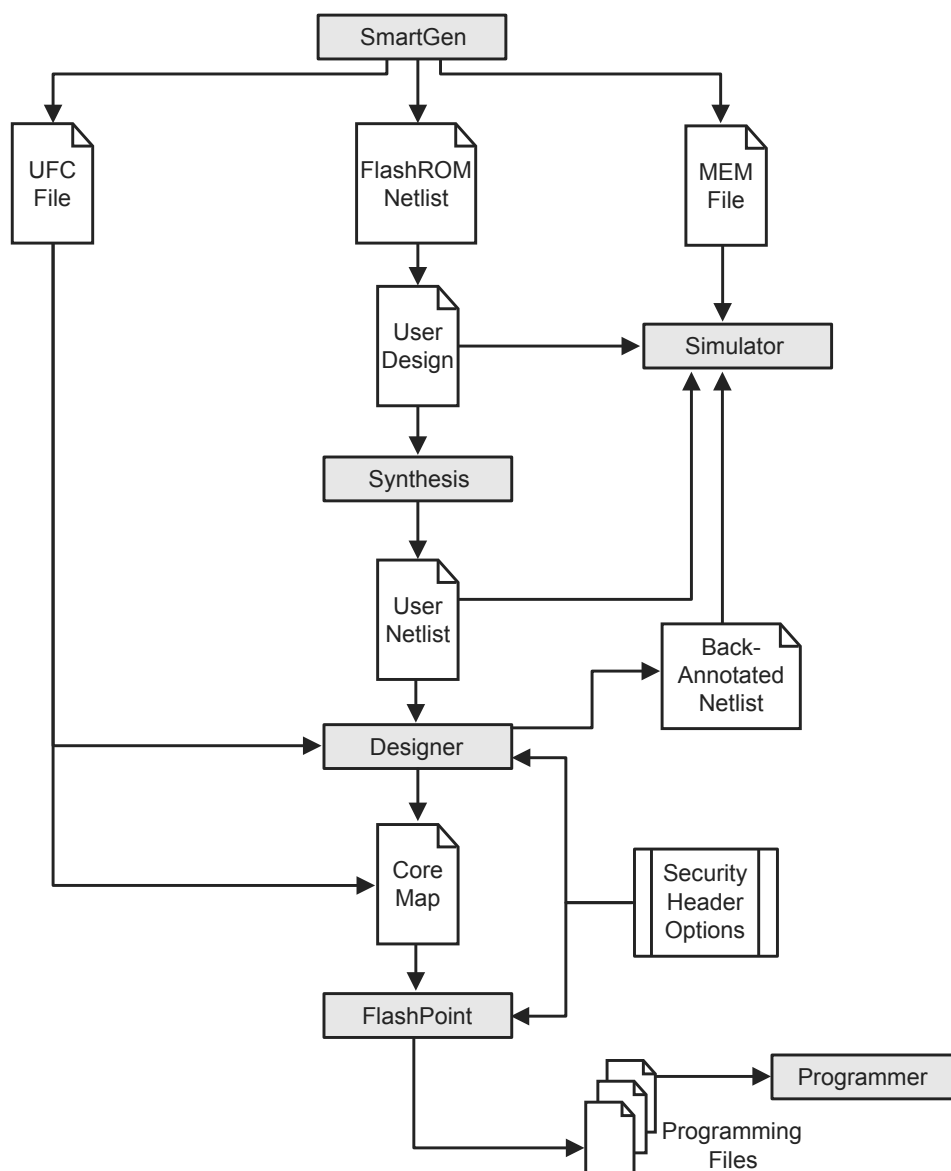 SmartGen
UFC
File
FlashROM
Netlist
MEM
File
User
Design
Simulator
Synthesis
User
Netlist
Back-
Annotated
Netlist
Designer
Core
Map
Security
Header
Options
FlashPoint
Programmer
Programming
Files